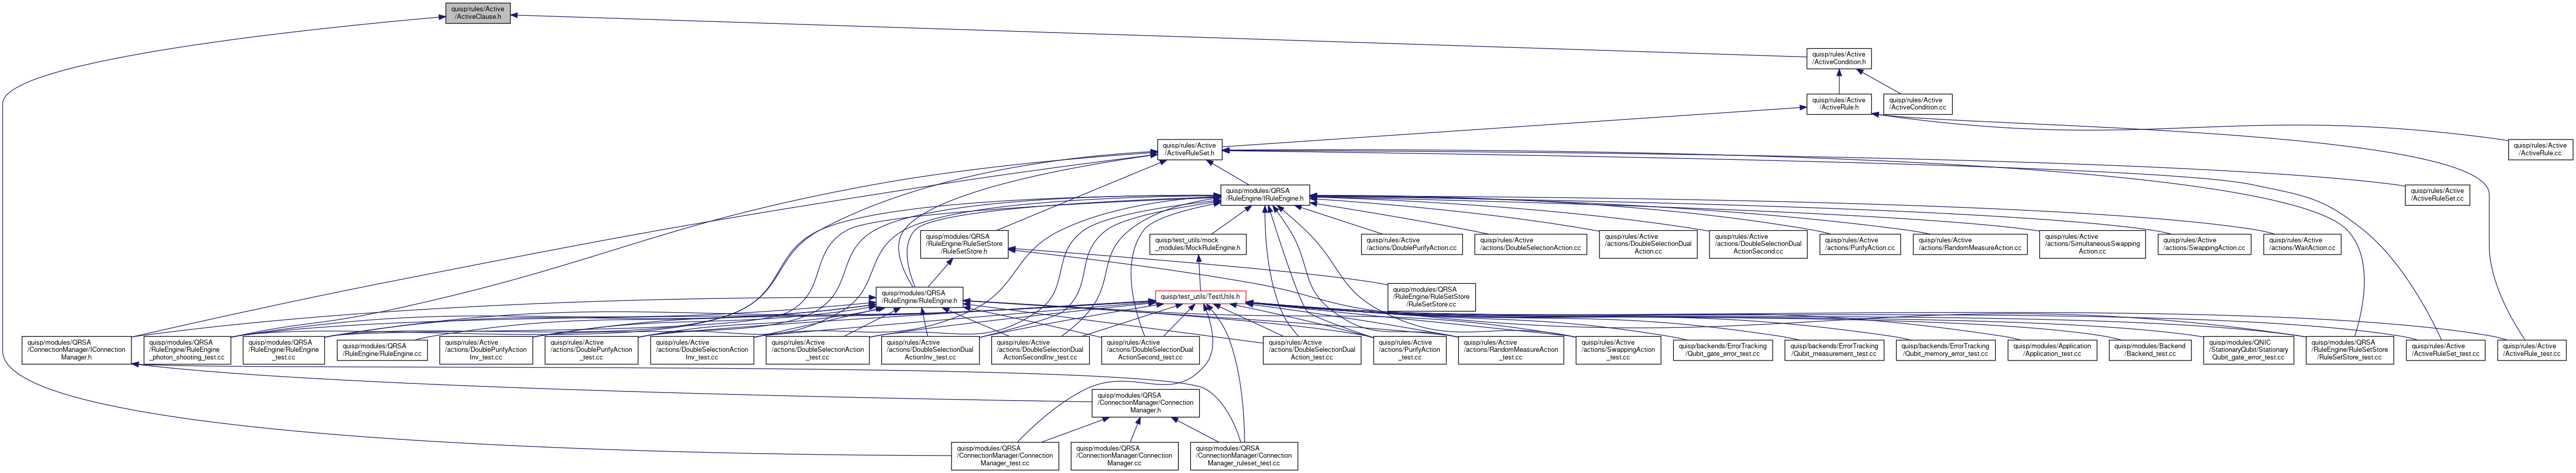 quisp/rules/Active
/ActiveClause.h
quisp/rules/Active
/ActiveCondition.h
quisp/rules/Active
/ActiveRule.h
quisp/rules/Active
/ActiveCondition.cc
quisp/rules/Active
/ActiveRuleSet.h
quisp/rules/Active
/ActiveRule.cc
quisp/modules/QRSA
/RuleEngine/IRuleEngine.h
quisp/rules/Active
/ActiveRuleSet.cc
quisp/modules/QRSA
/RuleEngine/RuleSetStore
/RuleSetStore.h
quisp/test_utils/mock
_modules/MockRuleEngine.h
quisp/rules/Active
/actions/DoublePurifyAction.cc
quisp/rules/Active
/actions/DoubleSelectionAction.cc
quisp/rules/Active
/actions/DoubleSelectionDual
Action.cc
quisp/rules/Active
/actions/DoubleSelectionDual
ActionSecond.cc
quisp/rules/Active
/actions/PurifyAction.cc
quisp/rules/Active
/actions/RandomMeasureAction.cc
quisp/rules/Active
/actions/SimultaneousSwapping
Action.cc
quisp/rules/Active
/actions/SwappingAction.cc
quisp/rules/Active
/actions/WaitAction.cc
quisp/modules/QRSA
/RuleEngine/RuleEngine.h
quisp/test_utils/TestUtils.h
quisp/modules/QRSA
/RuleEngine/RuleSetStore
/RuleSetStore.cc
quisp/modules/QRSA
/ConnectionManager/IConnection
Manager.h
quisp/modules/QRSA
/RuleEngine/RuleEngine
_photon_shooting_test.cc
quisp/modules/QRSA
/RuleEngine/RuleEngine
_test.cc
quisp/modules/QRSA
/RuleEngine/RuleEngine.cc
quisp/rules/Active
/actions/DoublePurifyAction
Inv_test.cc
quisp/rules/Active
/actions/DoublePurifyAction
_test.cc
quisp/rules/Active
/actions/DoubleSelectionAction
Inv_test.cc
quisp/rules/Active
/actions/DoubleSelectionAction
_test.cc
quisp/rules/Active
/actions/DoubleSelectionDual
ActionInv_test.cc
quisp/rules/Active
/actions/DoubleSelectionDual
ActionSecondInv_test.cc
quisp/rules/Active
/actions/DoubleSelectionDual
ActionSecond_test.cc
quisp/rules/Active
/actions/DoubleSelectionDual
Action_test.cc
quisp/rules/Active
/actions/PurifyAction
_test.cc
quisp/rules/Active
/actions/RandomMeasureAction
_test.cc
quisp/rules/Active
/actions/SwappingAction
_test.cc
quisp/backends/ErrorTracking
/Qubit_gate_error_test.cc
quisp/backends/ErrorTracking
/Qubit_measurement_test.cc
quisp/backends/ErrorTracking
/Qubit_memory_error_test.cc
quisp/modules/Application
/Application_test.cc
quisp/modules/Backend
/Backend_test.cc
quisp/modules/QNIC
/StationaryQubit/Stationary
Qubit_gate_error_test.cc
quisp/modules/QRSA
/RuleEngine/RuleSetStore
/RuleSetStore_test.cc
quisp/rules/Active
/ActiveRuleSet_test.cc
quisp/rules/Active
/ActiveRule_test.cc
quisp/modules/QRSA
/ConnectionManager/Connection
Manager.h
quisp/modules/QRSA
/ConnectionManager/Connection
Manager_test.cc
quisp/modules/QRSA
/ConnectionManager/Connection
Manager.cc
quisp/modules/QRSA
/ConnectionManager/Connection
Manager_ruleset_test.cc